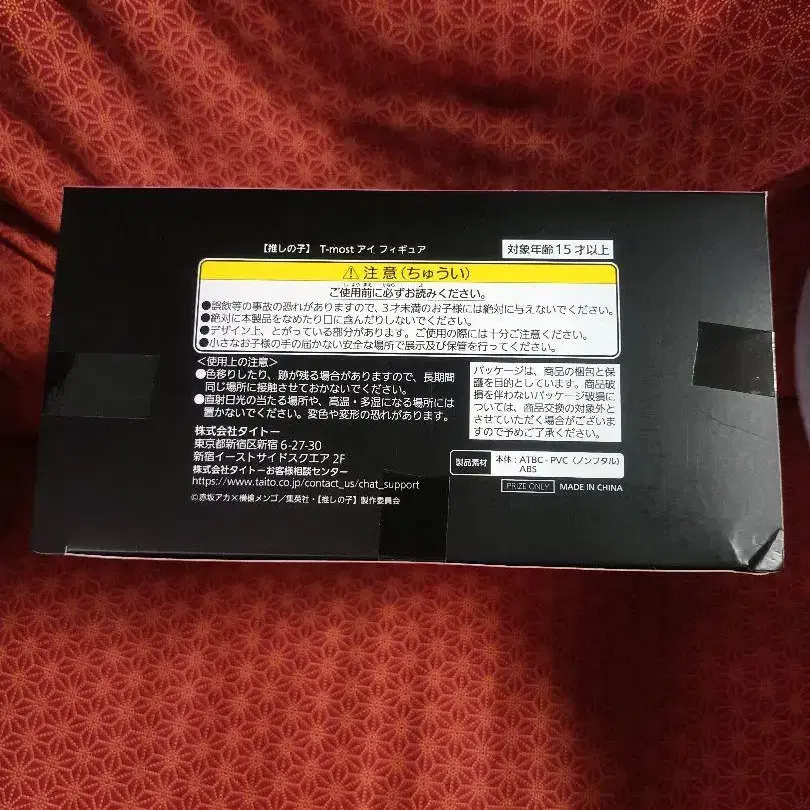 【推しの子】 T-most アイ フィギュア
対象年齢15才以上
⚠注意(ちゅうい)
ご使用前に必ずお読みください。
●誤飲等の事故の恐れがありますので、3才未満のお子様には絶対に与えないでください。
●絶対に本製品をなめたり口に含んだりしないでください。
●デザイン上、とがっている部分があります。ご使用の際には十分ご注意ください。
●小さなお子様の手の届かない安全な場所で展示及び保管を行ってください。
<使用上の注意>
●色移りしたり、跡が残る場合がありますので、長期間
同じ場所に接触させておかないでください。
●直射日光の当たる場所や、高温・多湿になる場所には
置かないでください。変色や変形の恐れがあります。
パッケージは、商品の梱包と保
護を目的としています。商品破
損を伴わないパッケージ破損に
ついては、商品交換の対象外と
させていただく場合がございま
すので予めご了承ください。
株式会社タイトー
東京都新宿区新宿 6-27-30
新宿イーストサイドスクエア 2F
株式会社タイトーお客様相談センター
https://www.taito.co.jp/contact_us/chat_support
©赤坂アカ×横槍メンゴ/集英社・【推しの子】製作委員会
製品素材
本体：ATBC-PVC（ノンフタル）
ABS
PRIZE ONLY MADE IN CHINA